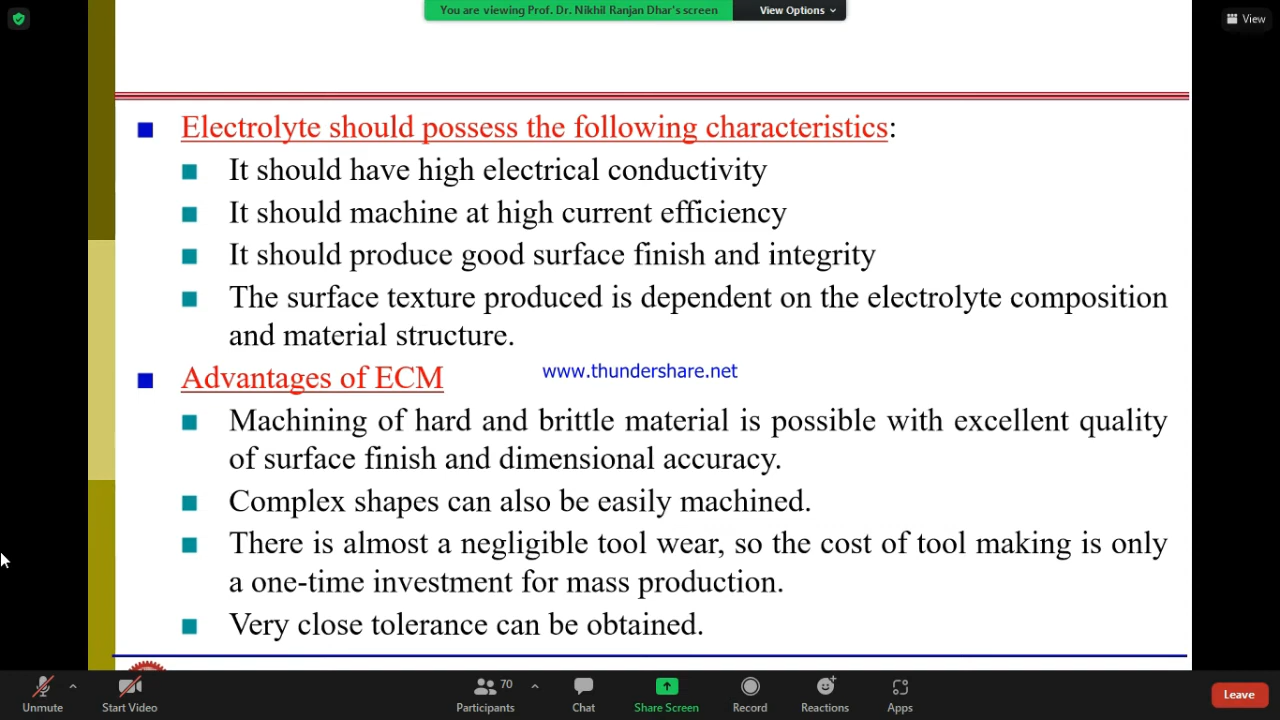 You are viewing Prof. Dr. Nikhil Ranjan Dhar's screen
View Options
View
Electrolyte should possess the following characteristics:
It should have high electrical conductivity
It should machine at high current efficiency
It should produce good surface finish and integrity
The surface texture produced is dependent on the electrolyte composition
and material structure.
Advantages of ECM
www.thundershare.net
Machining of hard and brittle material is possible with excellent quality
of surface finish and dimensional accuracy.
Complex shapes can also be easily machined.
There is almost a negligible tool wear, so the cost of tool making is only
a one-time investment for mass production.
Very close tolerance can be obtained.
Unmute
Start Video
Participants
70
Chat
Share Screen
Record
Reactions
Apps
Leave